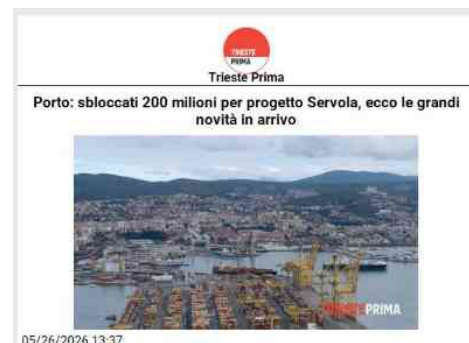 TRIESTE
PRIMA
Trieste Prima
Porto: sbloccati 200 milioni per progetto Servola, ecco le grandi
novità in arrivo
TRIESTE PRIMA
05/26/2026 13:37